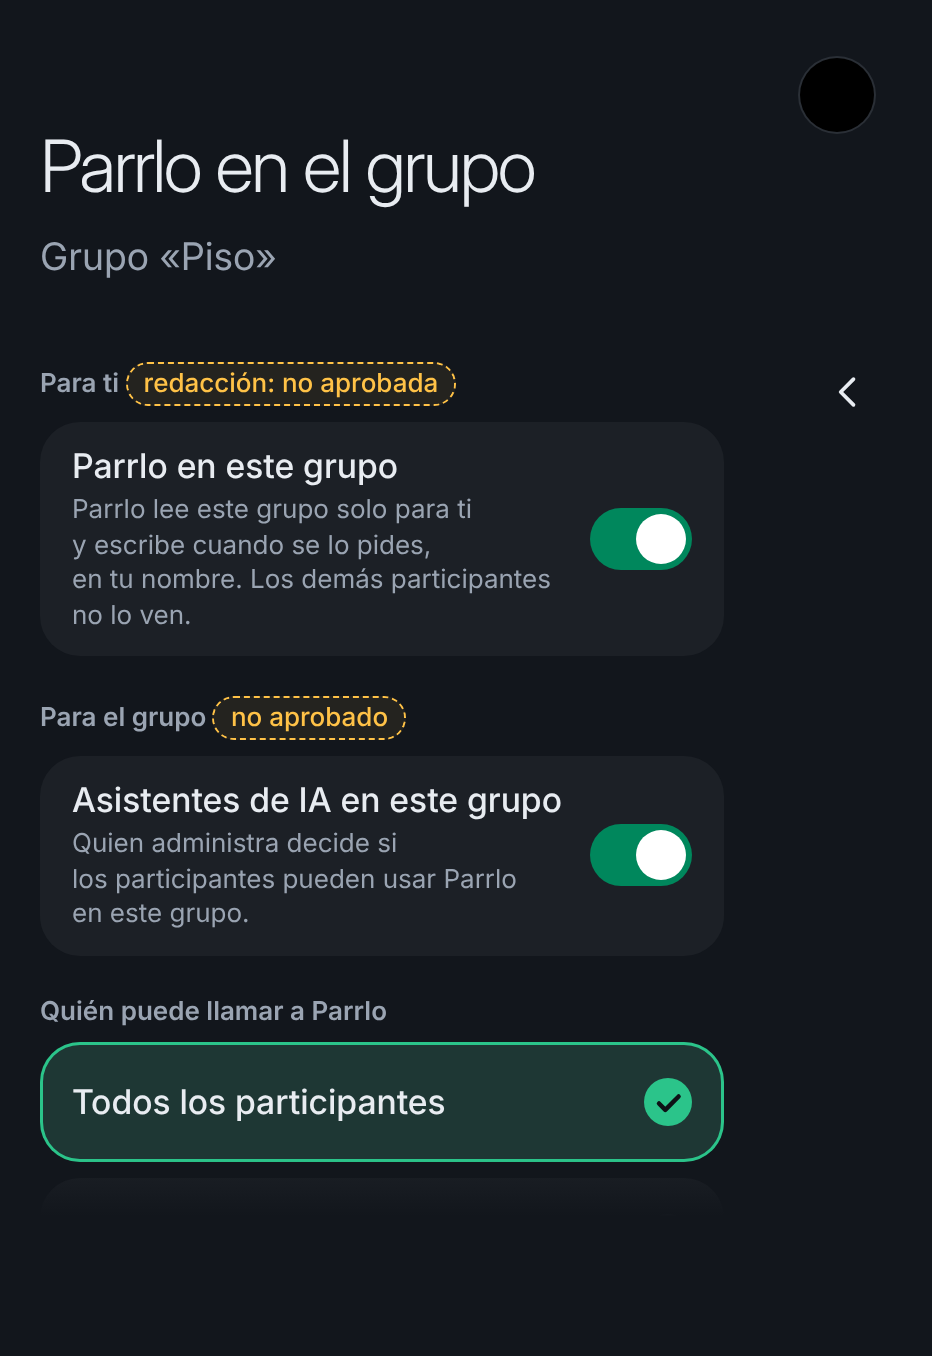 Parrlo en el grupo
Grupo «Piso»
Para ti redacción: no aprobada
Parrlo en este grupo
Parrlo lee este grupo solo para ti
y escribe cuando se lo pides,
en tu nombre. Los demás participantes
no lo ven.
Para el grupo no aprobado
Asistentes de IA en este grupo
Quien administra decide si
los participantes pueden usar Parrlo
en este grupo.
Quién puede llamar a Parrlo
Todos los participantes